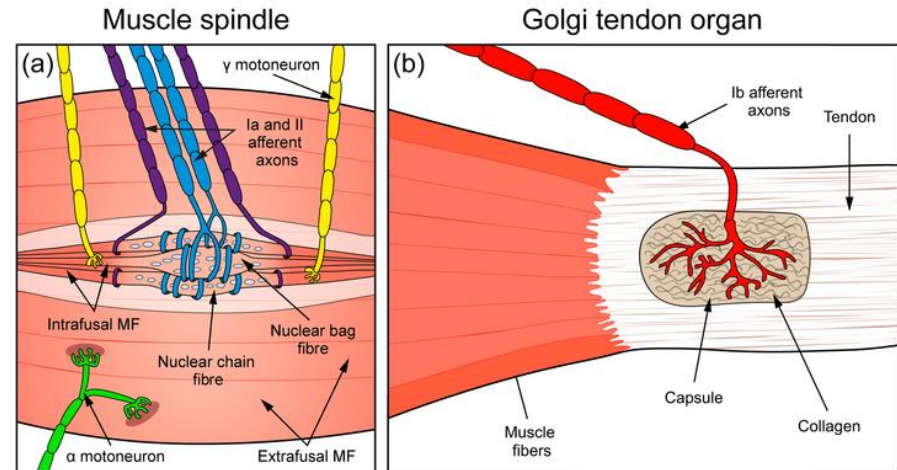 Muscle spindle
Golgi tendon organ
(a)
γ motoneuron
Ia and II
afferent
axons
Intrafusal MF
Nuclear bag
fibre
Nuclear chain
fibre
α motoneuron
Extrafusal MF
(b)
Ib afferent
axons
Tendon
Capsule
Collagen
Muscle
fibers